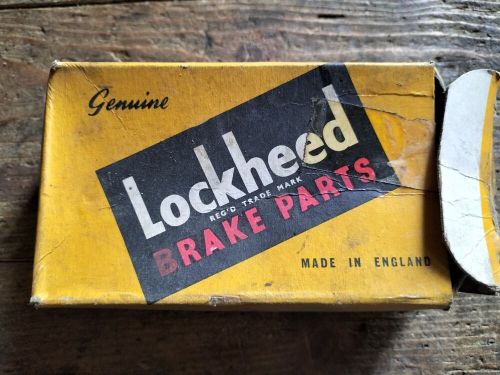 Genuine
Lockheed
REG'D TRADE MARK
BRAKE PARTS
MADE IN ENGLAND